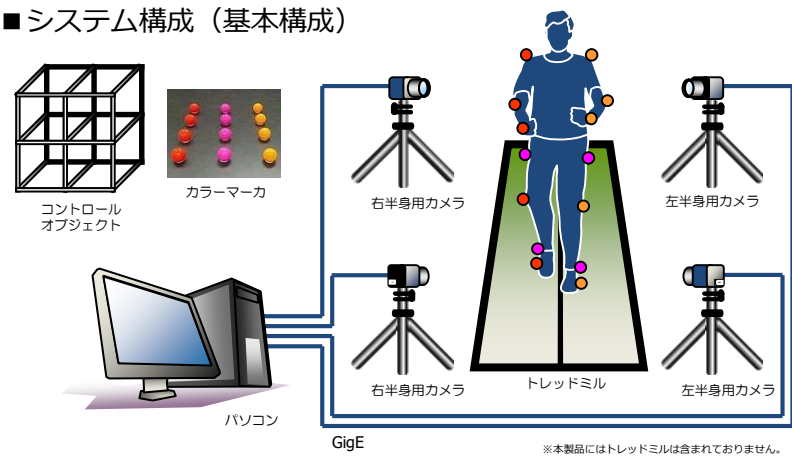 ■システム構成（基本構成）
コントロール
オブジェクト
カラーマーカ
右半身用カメラ
左半身用カメラ
パソコン
右半身用カメラ
トレッドミル
左半身用カメラ
GigE
※本製品にはトレッドミルは含まれておりません。